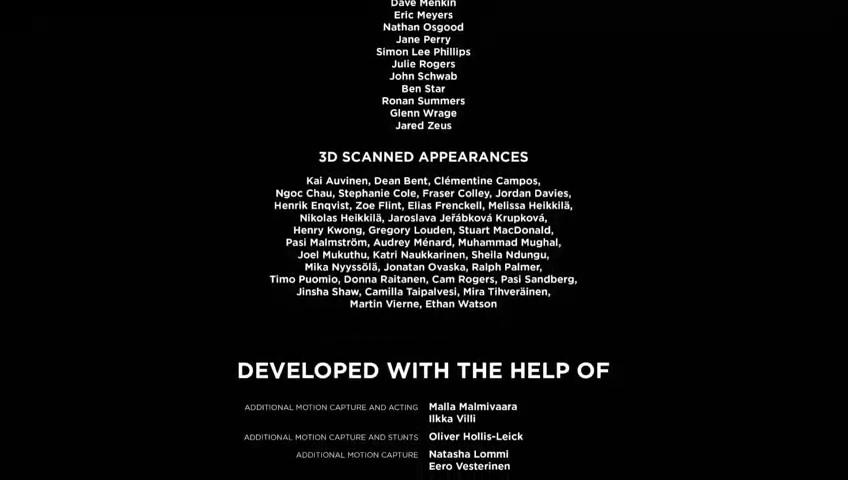 Dave Menkin
Eric Meyers
Nathan Osgood
Jane Perry
Simon Lee Phillips
Julie Rogers
John Schwab
Ben Star
Ronan Summers
Glenn Wrage
Jared Zeus
3D SCANNED APPEARANCES
Kai Auvinen, Dean Bent, Clémentine Campos,
Ngoc Chau, Stephanie Cole, Fraser Colley, Jordan Davies,
Henrik Enqvist, Zoe Flint, Elias Frenckell, Melissa Heikkilä,
Nikolas Heikkilä, Jaroslava Jeřábková Krupková,
Henry Kwong, Gregory Louden, Stuart MacDonald,
Pasi Malmström, Audrey Ménard, Muhammad Mughal,
Joel Mukuthu, Katri Naukkarinen, Sheila Ndungu,
Mika Nyyssölä, Jonatan Ovaska, Ralph Palmer,
Timo Puomio, Donna Raitanen, Cam Rogers, Pasi Sandberg,
Jinsha Shaw, Camilla Taipalvesi, Mira Tihveräinen,
Martin Vierne, Ethan Watson
DEVELOPED WITH THE HELP OF
ADDITIONAL MOTION CAPTURE AND ACTING Malla Malmivaara
Ilkka Villi
ADDITIONAL MOTION CAPTURE AND STUNTS Oliver Hollis-Leick
ADDITIONAL MOTION CAPTURE Natasha Lommi
Eero Vesterinen